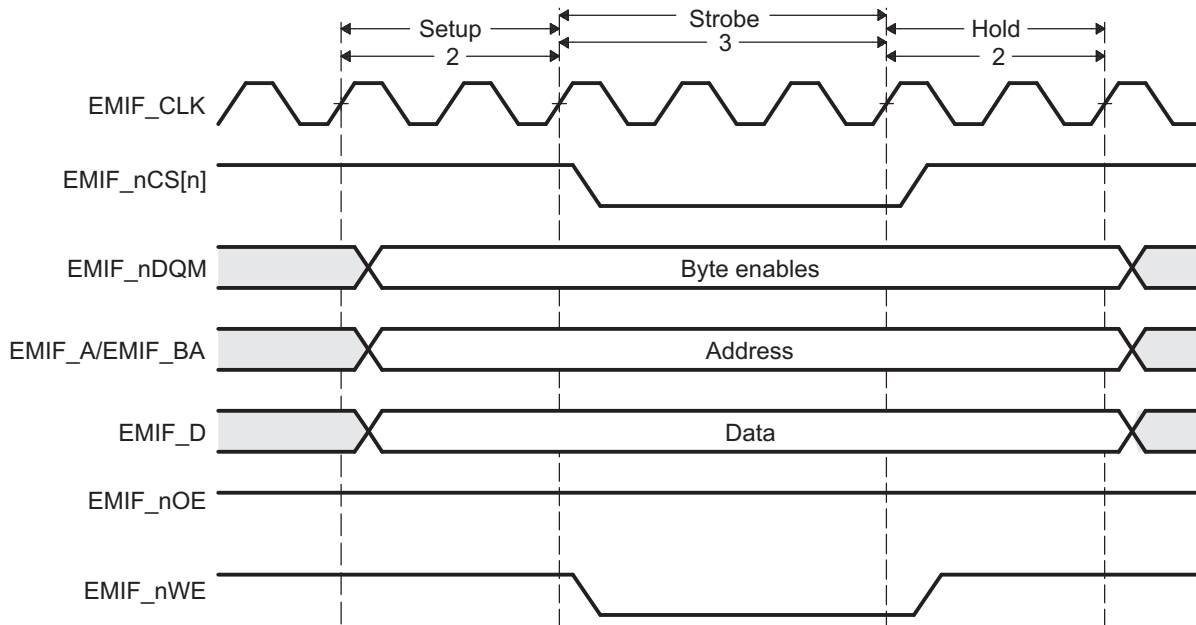 Setup
Strobe
Hold
2
3
2
EMIF_CLK
EMIF_nCS[n]
EMIF_nDQM
Byte enables
EMIF_A/EMIF_BA
Address
EMIF_D
Data
EMIF_nOE
EMIF_nWE